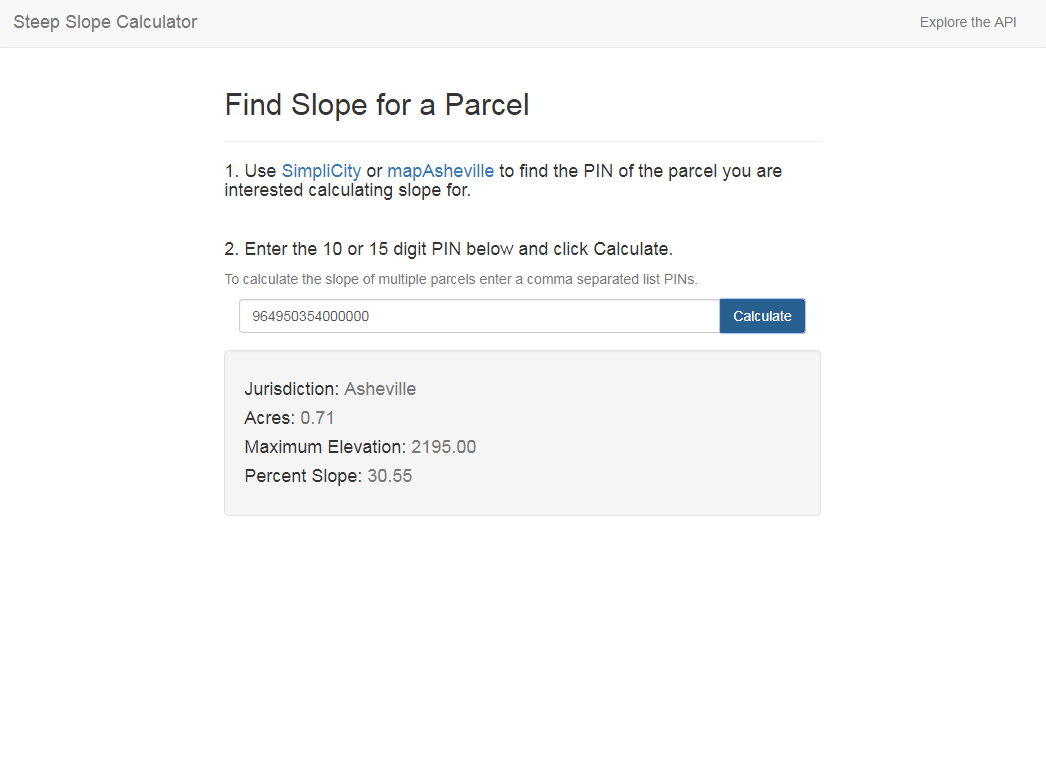 Steep Slope Calculator
Explore the API
Find Slope for a Parcel
1. Use SimpliCity or mapAsheville to find the PIN of the parcel you are
interested calculating slope for.
2. Enter the 10 or 15 digit PIN below and click Calculate.
To calculate the slope of multiple parcels enter a comma separated list PINs.
964950354000000
Calculate
Jurisdiction: Asheville
Acres: 0.71
Maximum Elevation: 2195.00
Percent Slope: 30.55